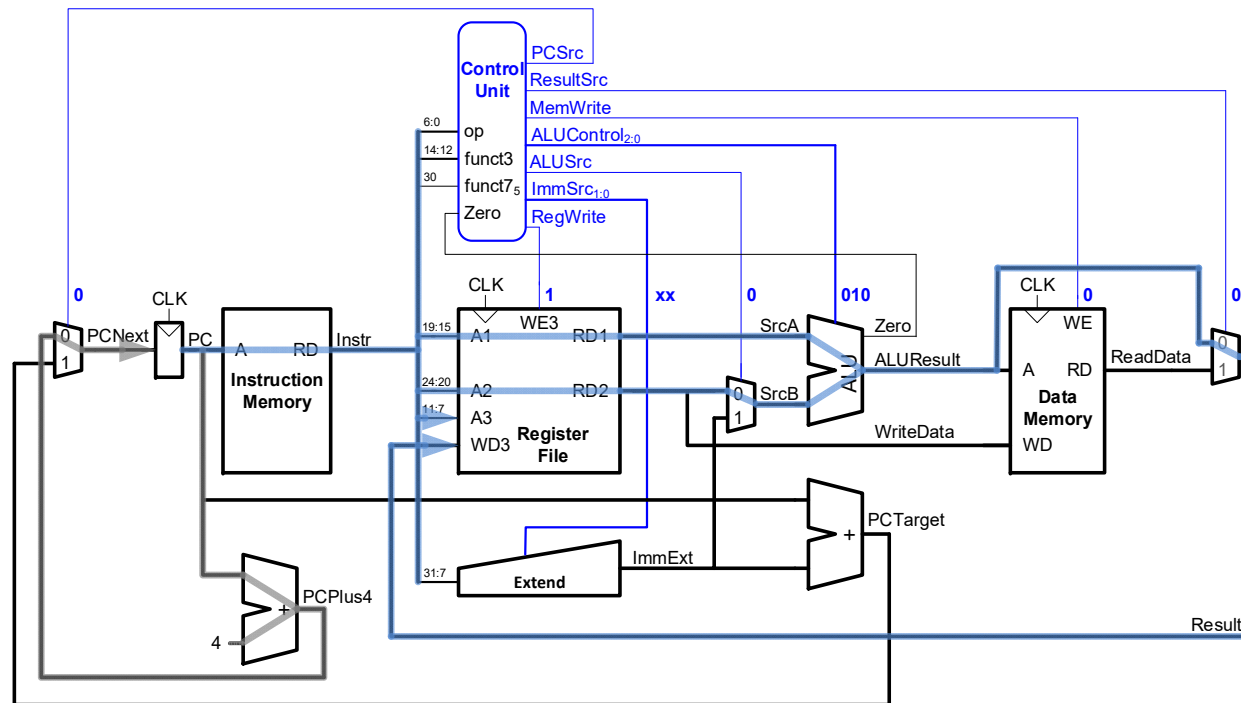 PCSrc
Control
Unit
ResultSrc
MemWrite
6:0
op
ALUControl2:0
14:12
funct3
ALUSrc
30
funct75
ImmSrc1:0
Zero
RegWrite
0
CLK
CLK
1
xx
0
010
CLK
0
0
WE3
WE
0
1
PCNext
PC
A
RD
Instr
Instruction
Memory
19:15
A1
RD1
SrcA
Zero
24:20
A2
RD2
0
1
SrcB
ALU
ALUResult
A
RD
ReadData
0
1
11:7
A3
WD3
Register
File
Data
Memory
WriteData
WD
+
PCTarget
31:7
Extend
ImmExt
+
PCPlus4
4
Result